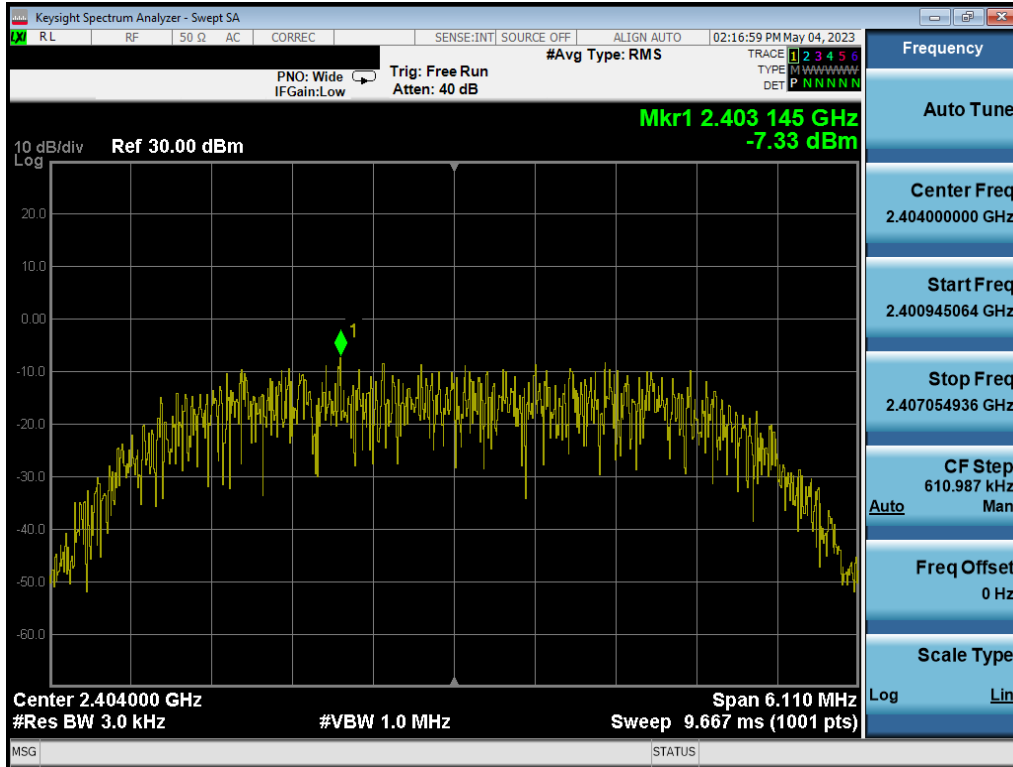 Keysight Spectrum Analyzer - Swept SA
LXI RL RF 50 Ω AC CORREC SENSE:INT SOURCE OFF ALIGN AUTO 02:16:59 PM May 04, 2023
#Avg Type: RMS
TRACE 1 2 3 4 5 6
TYPE M W W W W W
DET P N N N N N
PNO: Wide Trig: Free Run
IFGain:Low Atten: 40 dB
Mkr1 2.403 145 GHz
-7.33 dBm
10 dB/div Ref 30.00 dBm
Log
20.0
10.0
0.00
-10.0
-20.0
-30.0
-40.0
-50.0
-60.0
1
Center 2.404000 GHz Span 6.110 MHz
#Res BW 3.0 kHz #VBW 1.0 MHz Sweep 9.667 ms (1001 pts)
MSG STATUS
Frequency
Auto Tune
Center Freq
2.404000000 GHz
Start Freq
2.400945064 GHz
Stop Freq
2.407054936 GHz
CF Step
610.987 kHz
Auto Man
Freq Offset
0 Hz
Scale Type
Log Lin